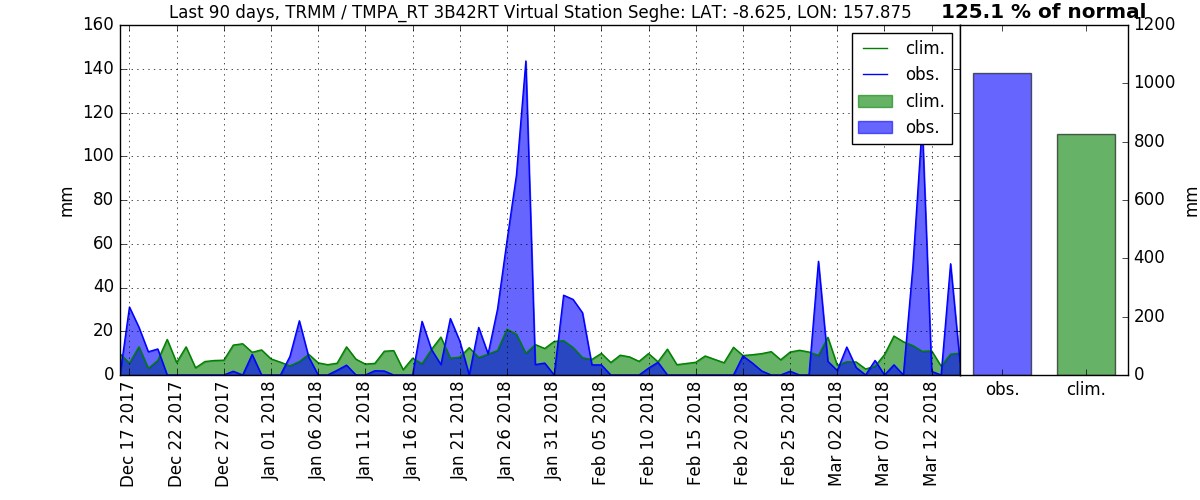 Last 90 days, TRMM / TMPA_RT 3B42RT Virtual Station Seghe: LAT: -8.625, LON: 157.875
125.1 % of normal
mm
160
140
120
100
80
60
40
20
0
clim.
obs.
clim.
obs.
Dec 17 2017
Dec 22 2017
Dec 27 2017
Jan 01 2018
Jan 06 2018
Jan 11 2018
Jan 16 2018
Jan 21 2018
Jan 26 2018
Jan 31 2018
Feb 05 2018
Feb 10 2018
Feb 15 2018
Feb 20 2018
Feb 25 2018
Mar 02 2018
Mar 07 2018
Mar 12 2018
1200
1000
800
600
400
200
0
mm
obs.
clim.